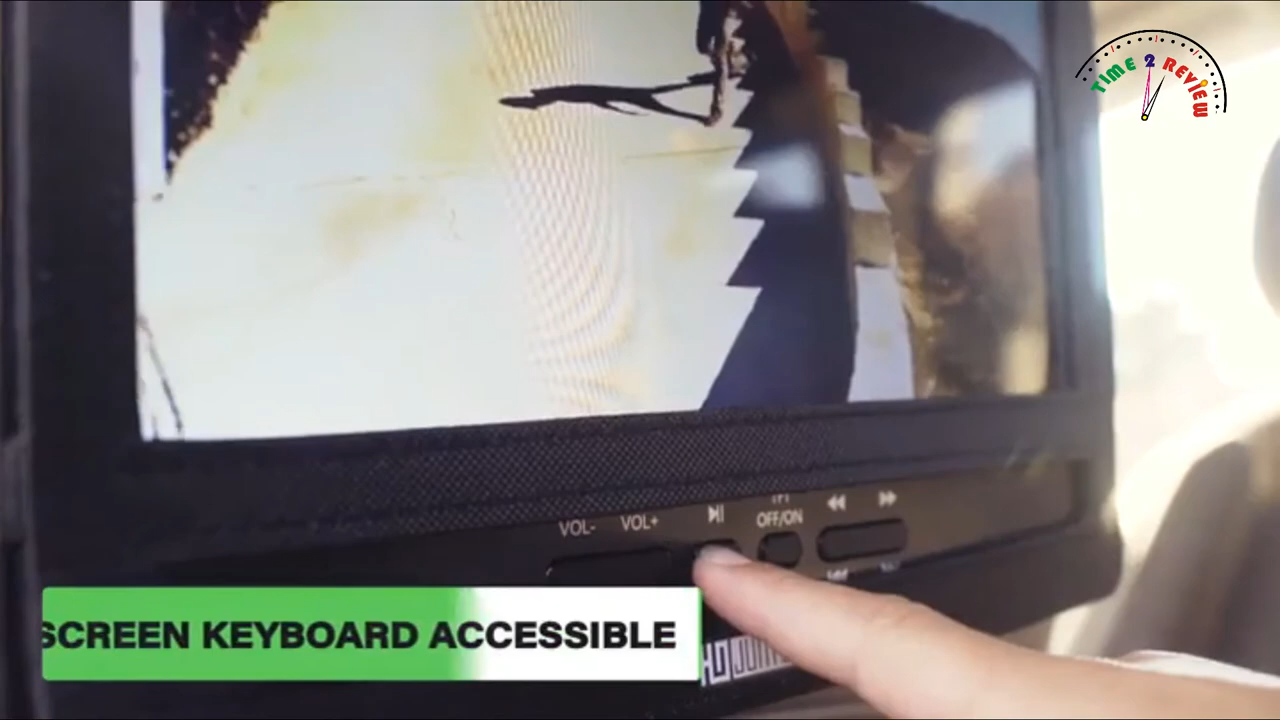 TIME 2 REVIEW
VOL- VOL+ OFF/ON
SCREEN KEYBOARD ACCESSIBLE